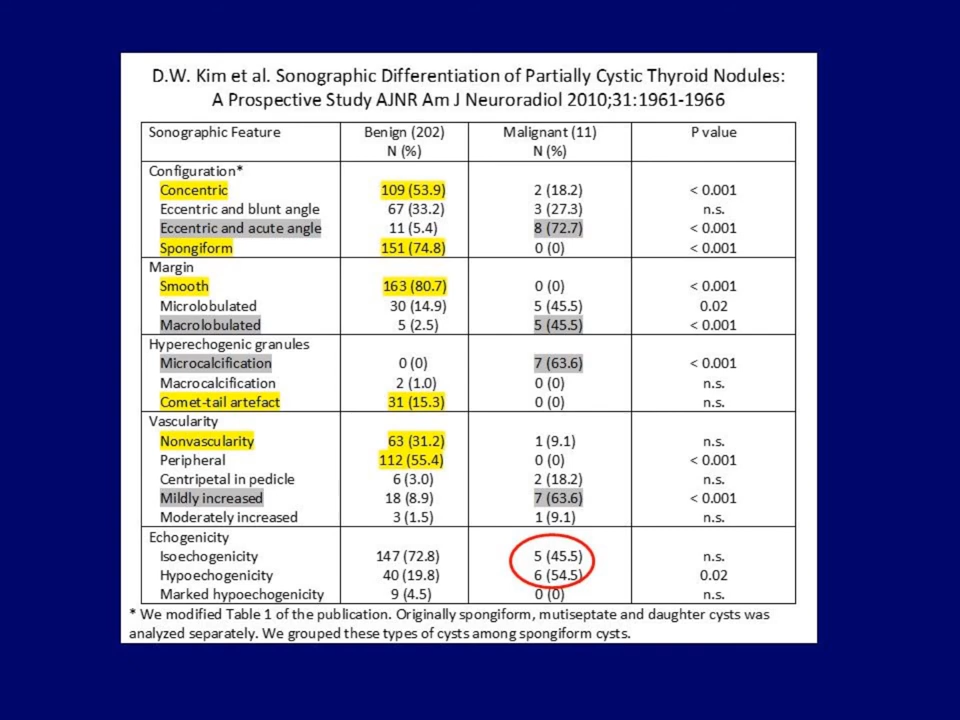 D.W. Kim et al. Sonographic Differentiation of Partially Cystic Thyroid Nodules:
A Prospective Study AJNR Am J Neuroradiol 2010;31:1961-1966
Sonographic Feature Benign (202) Malignant (11) P value
N (%) N (%)
Configuration*
Concentric 109 (53.9) 2 (18.2) < 0.001
Eccentric and blunt angle 67 (33.2) 3 (27.3) n.s.
Eccentric and acute angle 11 (5.4) 8 (72.7) < 0.001
Spongiform 151 (74.8) 0 (0) < 0.001
Margin
Smooth 163 (80.7) 0 (0) < 0.001
Microlobulated 30 (14.9) 5 (45.5) 0.02
Macrolobulated 5 (2.5) 5 (45.5) < 0.001
Hyperechogenic granules
Microcalcification 0 (0) 7 (63.6) < 0.001
Macrocalcification 2 (1.0) 0 (0) n.s.
Comet-tail artefact 31 (15.3) 0 (0) n.s.
Vascularity
Nonvascularity 63 (31.2) 1 (9.1) n.s.
Peripheral 112 (55.4) 0 (0) < 0.001
Centripetal in pedicle 6 (3.0) 2 (18.2) n.s.
Mildly increased 18 (8.9) 7 (63.6) < 0.001
Moderately increased 3 (1.5) 1 (9.1) n.s.
Echogenicity
Isoechogenicity 147 (72.8) 5 (45.5) n.s.
Hypoechogenicity 40 (19.8) 6 (54.5) 0.02
Marked hypoechogenicity 9 (4.5) 0 (0) n.s.
* We modified Table 1 of the publication. Originally spongiform, mutiseptate and daughter cysts was
analyzed separately. We grouped these types of cysts among spongiform cysts.